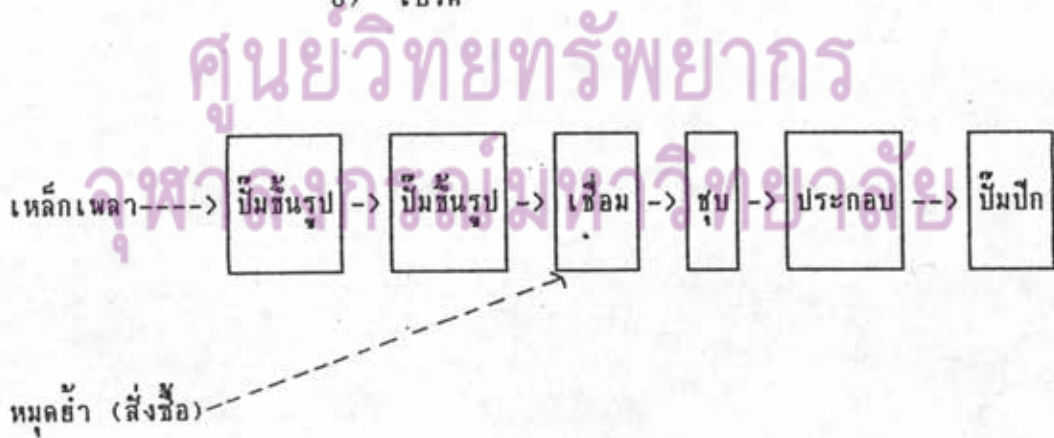 ศูนย์วิทยทรัพยากร
จุฬาลงกรณ์มหาวิทยาลัย
เหล็กเพลา----> ปั๊มขึ้นรูป -> ปั๊มขึ้นรูป -> เชื่อม -> ชุบ -> ประกอบ --> ปั๊มปีก
หมุดย้ำ (สั่งซื้อ)